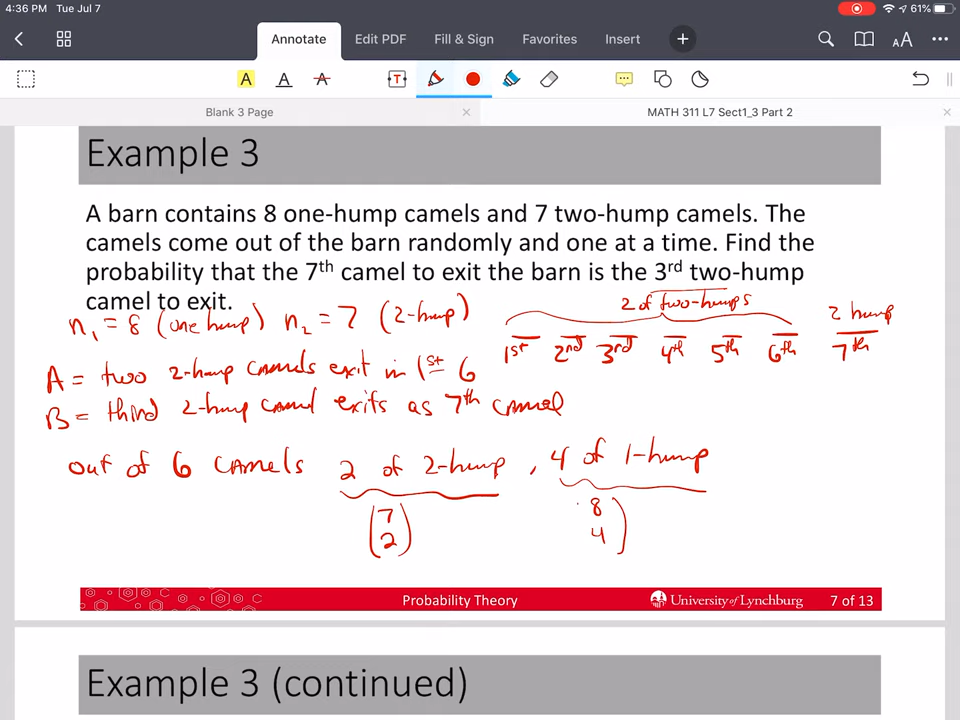 4:36 PM Tue Jul 7 61%
Annotate Edit PDF Fill & Sign Favorites Insert
AA
A A A T
Blank 3 Page MATH 311 L7 Sect1_3 Part 2
Example 3
A barn contains 8 one-hump camels and 7 two-hump camels. The
camels come out of the barn randomly and one at a time. Find the
probability that the 7th camel to exit the barn is the 3rd two-hump
camel to exit.
2 of two-humps
n1 = 8 (one hump) n2 = 7 (2-hump)
2 hump
1st 2nd 3rd 4th 5th 6th 7th
A = two 2-hump camels exit in 1st 6
B = third 2-hump camel exits as 7th camel
out of 6 camels 2 of 2-hump , 4 of 1-hump
(7 2) 8 4)
Probability Theory University of Lynchburg 7 of 13
Example 3 (continued)